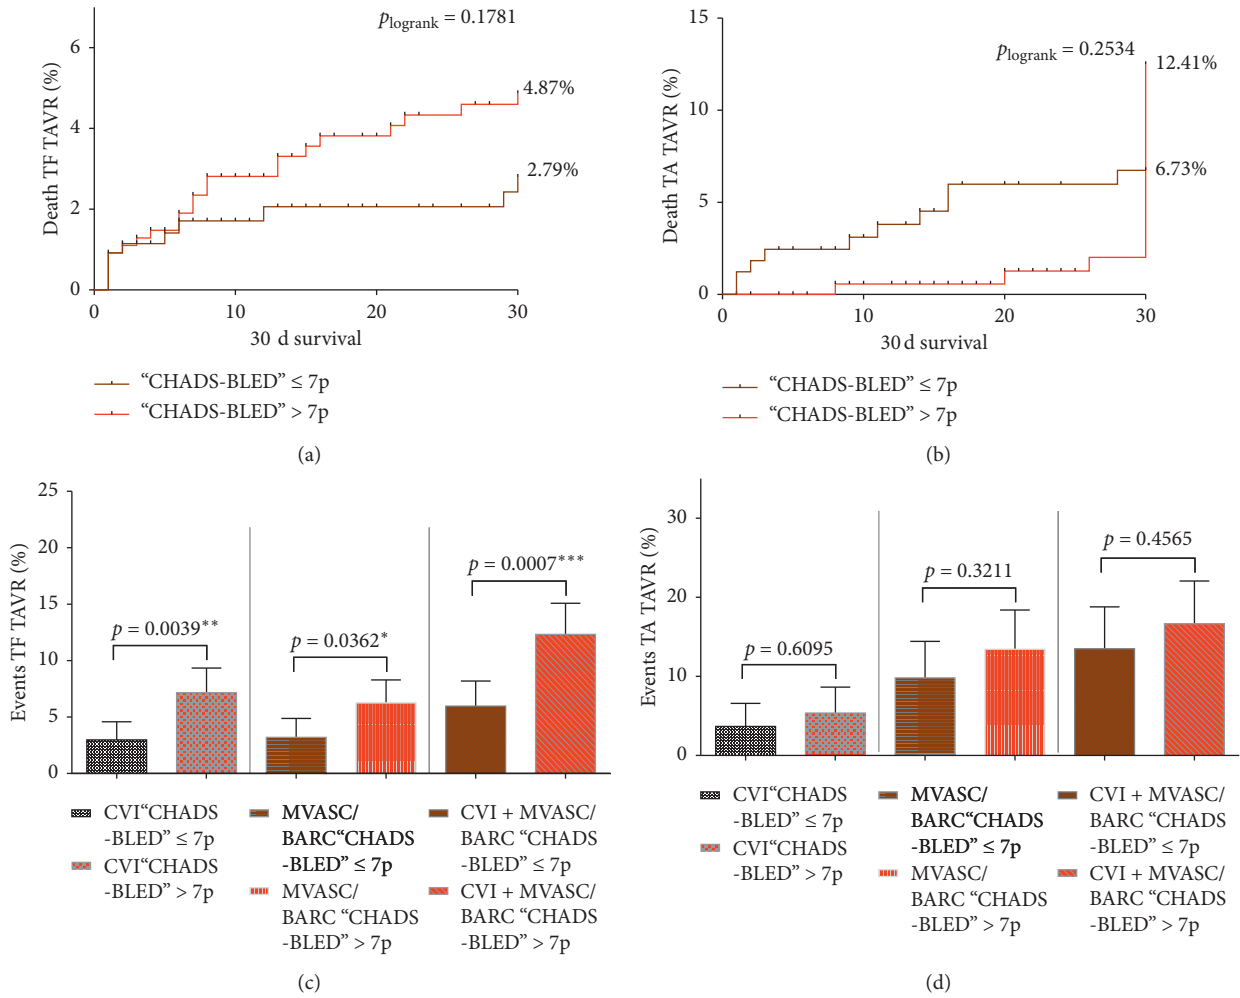 Death TF TAVR (%)
6
4
2
0
p logrank = 0.1781
4.87%
2.79%
0 10 20 30
30 d survival
“CHADS-BLED” ≤ 7p
“CHADS-BLED” > 7p
(a)
Death TA TAVR (%)
15
10
5
0
p logrank = 0.2534
12.41%
6.73%
0 10 20 30
30 d survival
“CHADS-BLED” ≤ 7p
“CHADS-BLED” > 7p
(b)
Events TF TAVR (%)
25
20
15
10
5
0
p = 0.0039**
p = 0.0362*
p = 0.0007***
CVI“CHADS
-BLED” ≤ 7p
CVI“CHADS
-BLED” > 7p
MVASC/
BARC“CHADS
-BLED” ≤ 7p
MVASC/
BARC “CHADS
-BLED” > 7p
CVI + MVASC/
BARC “CHADS
-BLED” ≤ 7p
CVI + MVASC/
BARC “CHADS
-BLED” > 7p
(c)
Events TA TAVR (%)
30
20
10
0
p = 0.6095
p = 0.3211
p = 0.4565
CVI“CHADS
-BLED” ≤ 7p
CVI“CHADS
-BLED” > 7p
MVASC/
BARC“CHADS
-BLED” ≤ 7p
MVASC/
BARC “CHADS
-BLED” > 7p
CVI + MVASC/
BARC “CHADS
-BLED” ≤ 7p
CVI + MVASC/
BARC “CHADS
-BLED” > 7p
(d)